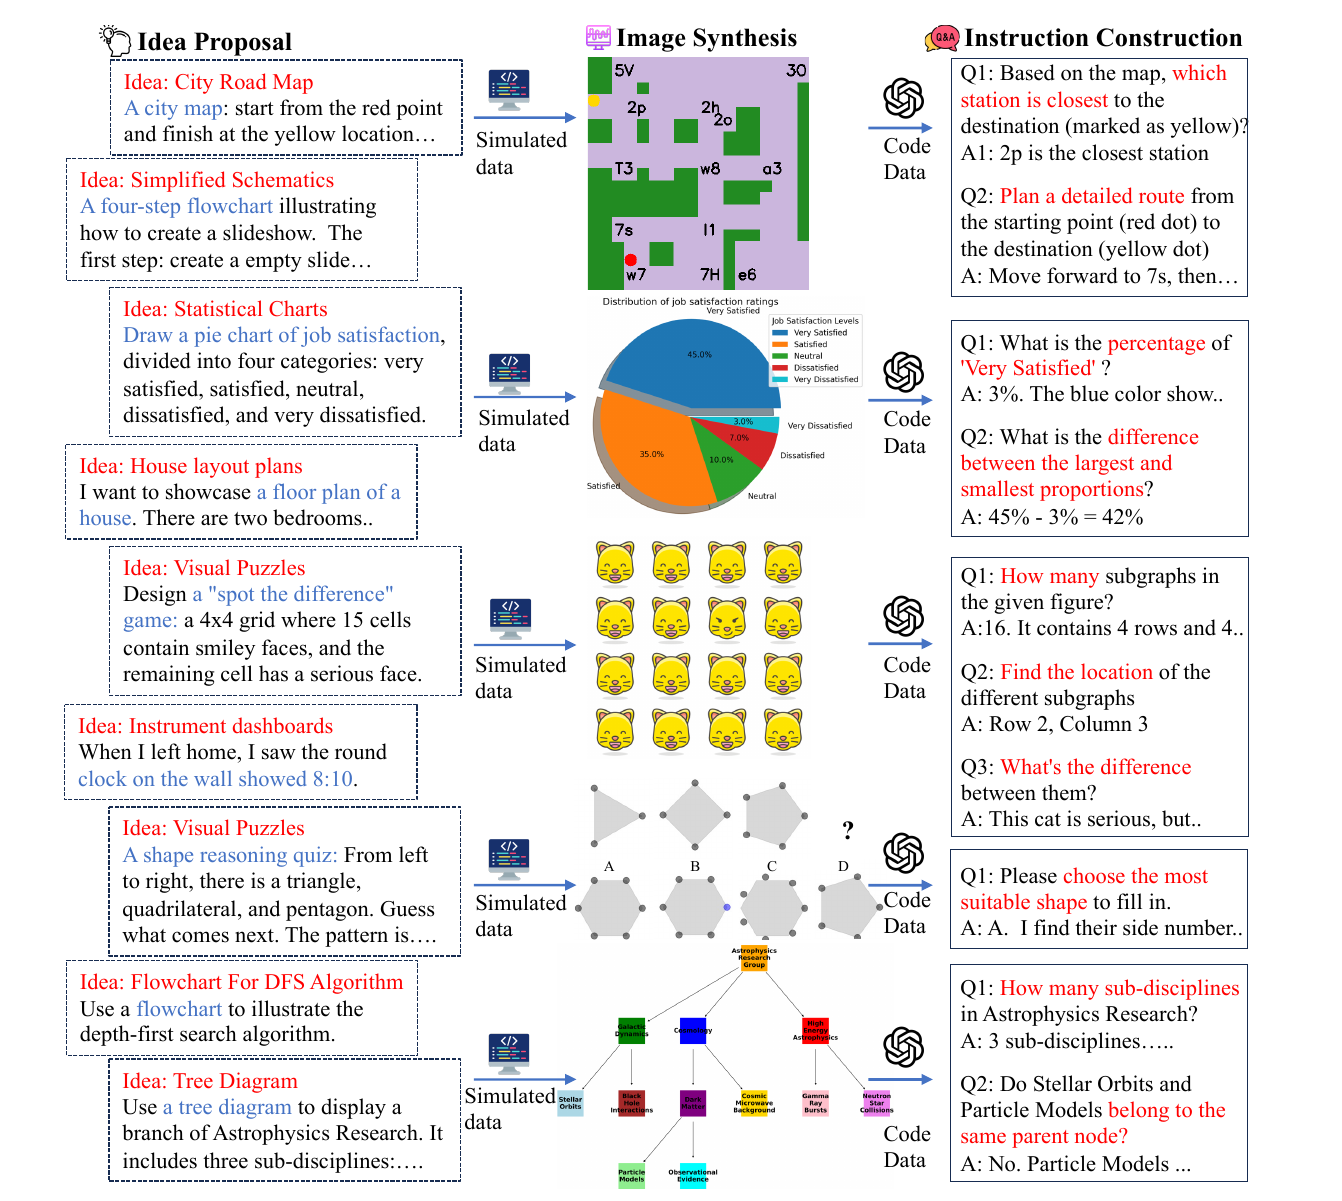 Idea Proposal
Idea: City Road Map
A city map: start from the red point
and finish at the yellow location…
Idea: Simplified Schematics
A four-step flowchart illustrating
how to create a slideshow.  The
first step: create a empty slide…
Idea: Statistical Charts
Draw a pie chart of job satisfaction,
divided into four categories: very
satisfied, satisfied, neutral,
dissatisfied, and very dissatisfied.
Idea: House layout plans
I want to showcase a floor plan of a
house. There are two bedrooms..
Idea: Visual Puzzles
Design a "spot the difference"
game: a 4x4 grid where 15 cells
contain smiley faces, and the
remaining cell has a serious face.
Idea: Instrument dashboards
When I left home, I saw the round
clock on the wall showed 8:10.
Idea: Visual Puzzles
A shape reasoning quiz: From left
to right, there is a triangle,
quadrilateral, and pentagon. Guess
what comes next. The pattern is….
Idea: Flowchart For DFS Algorithm
Use a flowchart to illustrate the
depth-first search algorithm.
Idea: Tree Diagram
Use a tree diagram to display a
branch of Astrophysics Research. It
includes three sub-disciplines:….
</>
Simulated
data
</>
Simulated
data
</>
Simulated
data
</>
Simulated
data
</>
Simulated
data
Image Synthesis
5V
30
2p
2h
2o
T3
w8
a3
7s
l1
w7
7H
e6
Distribution of job satisfaction ratings
Very Satisfied
Job Satisfaction Levels
Very Satisfied
Satisfied
Neutral
Dissatisfied
Very Dissatisfied
45.0%
3.0%
Very Dissatisfied
7.0%
35.0%
10.0%
Dissatisfied
Satisfied
Neutral
?
A
B
C
D
Astrophysics
Research
Group
Galactic
Dynamics
Cosmology
High
Energy
Astrophysics
Stellar
Orbits
Black
Hole
Interactions
Dark
Matter
Cosmic
Microwave
Background
Gamma
Ray
Bursts
Neutron
Star
Collisions
Particle
Models
Observational
Evidence
Code
Data
Code
Data
Code
Data
Code
Data
Code
Data
Q&A
Instruction Construction
Q1: Based on the map, which
station is closest to the
destination (marked as yellow)?
A1: 2p is the closest station
Q2: Plan a detailed route from
the starting point (red dot) to
the destination (yellow dot)
A: Move forward to 7s, then…
Q1: What is the percentage of
'Very Satisfied' ?
A: 3%. The blue color show..
Q2: What is the difference
between the largest and
smallest proportions?
A: 45% - 3% = 42%
Q1: How many subgraphs in
the given figure?
A:16. It contains 4 rows and 4..
Q2: Find the location of the
different subgraphs
A: Row 2, Column 3
Q3: What's the difference
between them?
A: This cat is serious, but..
Q1: Please choose the most
suitable shape to fill in.
A: A.  I find their side number..
Q1: How many sub-disciplines
in Astrophysics Research?
A: 3 sub-disciplines…..
Q2: Do Stellar Orbits and
Particle Models belong to the
same parent node?
A: No. Particle Models ...